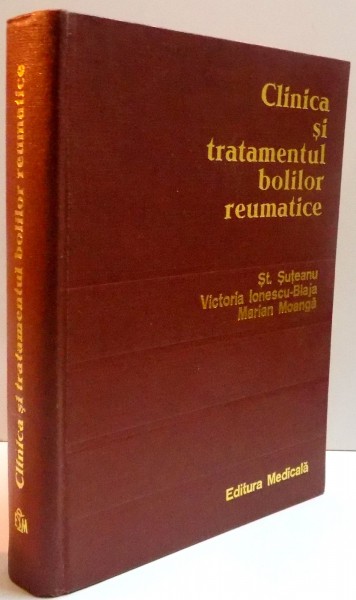 Clinica
și
tratamentul
bolilor
reumatice
Șt. Șuțeanu
Victoria Ionescu-Blaja
Marian Moangă
Editura Medicală
Clinica și tratamentul bolilor reumatice